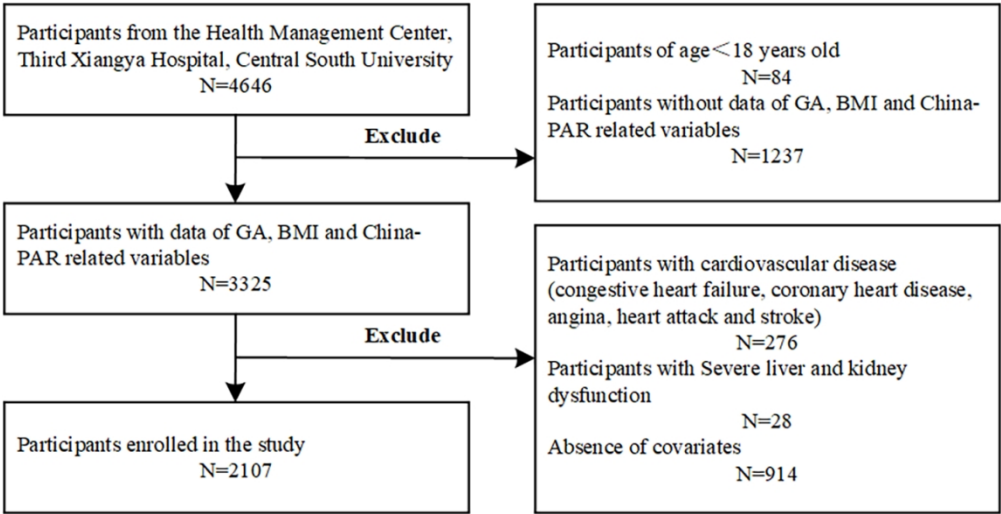 Participants from the Health Management Center,
Third Xiangya Hospital, Central South University
N=4646
Exclude
Participants of age<18 years old
N=84
Participants without data of GA, BMI and China-
PAR related variables
N=1237
Participants with data of GA, BMI and China-
PAR related variables
N=3325
Exclude
Participants with cardiovascular disease
(congestive heart failure, coronary heart disease,
angina, heart attack and stroke)
N=276
Participants with Severe liver and kidney
dysfunction
N=28
Absence of covariates
N=914
Participants enrolled in the study
N=2107